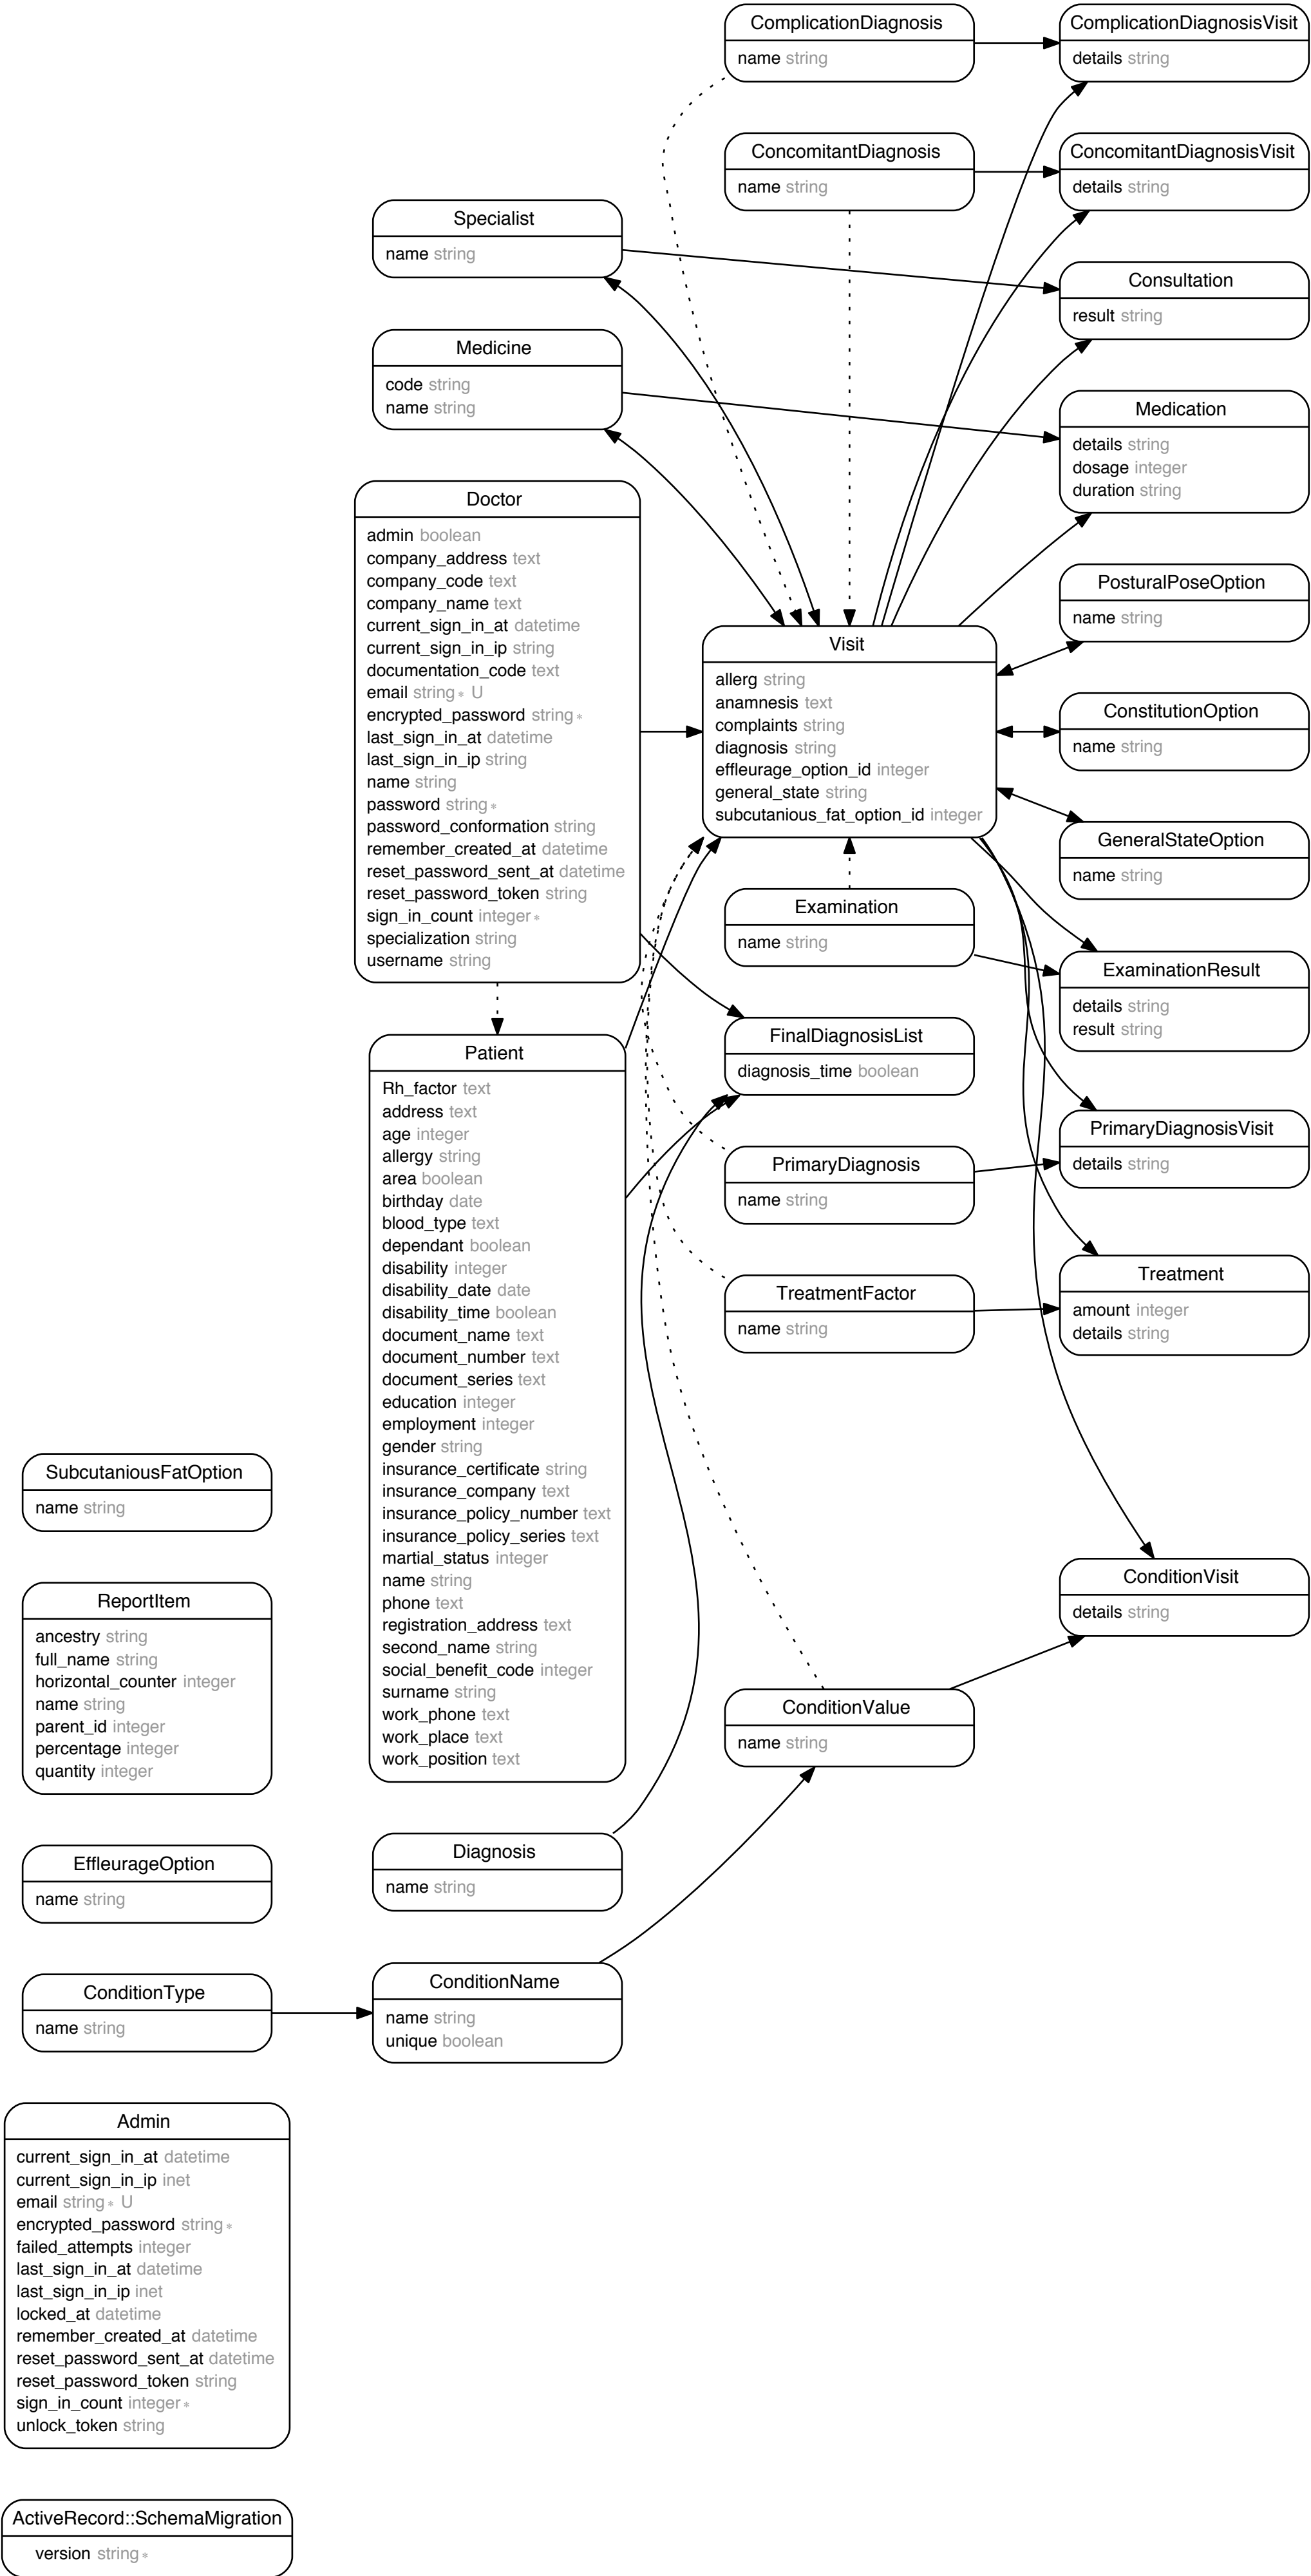 ComplicationDiagnosis
name string
ComplicationDiagnosisVisit
details string
ConcomitantDiagnosis
name string
ConcomitantDiagnosisVisit
details string
Specialist
name string
Consultation
result string
Medicine
code string
name string
Medication
details string
dosage integer
duration string
Doctor
admin boolean
company_address text
company_code text
company_name text
current_sign_in_at datetime
current_sign_in_ip string
documentation_code text
email string∗ U
encrypted_password string∗
last_sign_in_at datetime
last_sign_in_ip string
name string
password string∗
password_conformation string
remember_created_at datetime
reset_password_sent_at datetime
reset_password_token string
sign_in_count integer∗
specialization string
username string
PosturalPoseOption
name string
Visit
allerg string
anamnesis text
complaints string
diagnosis string
effleurage_option_id integer
general_state string
subcutanious_fat_option_id integer
ConstitutionOption
name string
GeneralStateOption
name string
Examination
name string
ExaminationResult
details string
result string
FinalDiagnosisList
diagnosis_time boolean
Patient
Rh_factor text
address text
age integer
allergy string
area boolean
birthday date
blood_type text
dependant boolean
disability integer
disability_date date
disability_time boolean
document_name text
document_number text
document_series text
education integer
employment integer
gender string
insurance_certificate string
insurance_company text
insurance_policy_number text
insurance_policy_series text
martial_status integer
name string
phone text
registration_address text
second_name string
social_benefit_code integer
surname string
work_phone text
work_place text
work_position text
PrimaryDiagnosis
name string
PrimaryDiagnosisVisit
details string
TreatmentFactor
name string
Treatment
amount integer
details string
SubcutaniousFatOption
name string
ReportItem
ancestry string
full_name string
horizontal_counter integer
name string
parent_id integer
percentage integer
quantity integer
ConditionVisit
details string
ConditionValue
name string
EffleurageOption
name string
Diagnosis
name string
ConditionType
name string
ConditionName
name string
unique boolean
Admin
current_sign_in_at datetime
current_sign_in_ip inet
email string∗ U
encrypted_password string∗
failed_attempts integer
last_sign_in_at datetime
last_sign_in_ip inet
locked_at datetime
remember_created_at datetime
reset_password_sent_at datetime
reset_password_token string
sign_in_count integer∗
unlock_token string
ActiveRecord::SchemaMigration
version string∗